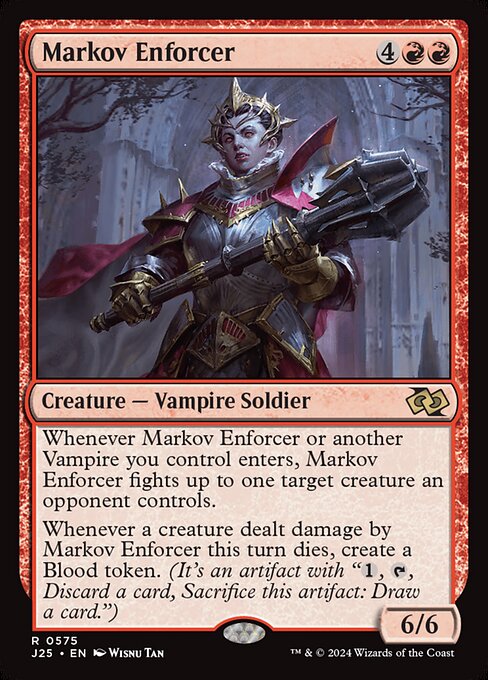 Markov Enforcer 4
Creature — Vampire Soldier
Whenever Markov Enforcer or another
Vampire you control enters, Markov
Enforcer fights up to one target creature an
opponent controls.
Whenever a creature dealt damage by
Markov Enforcer this turn dies, create a
Blood token. (It's an artifact with “1, ,
Discard a card, Sacrifice this artifact: Draw
a card.”)
6/6
R 0575
J25 • EN Wisnu Tan
™ & © 2024 Wizards of the Coast